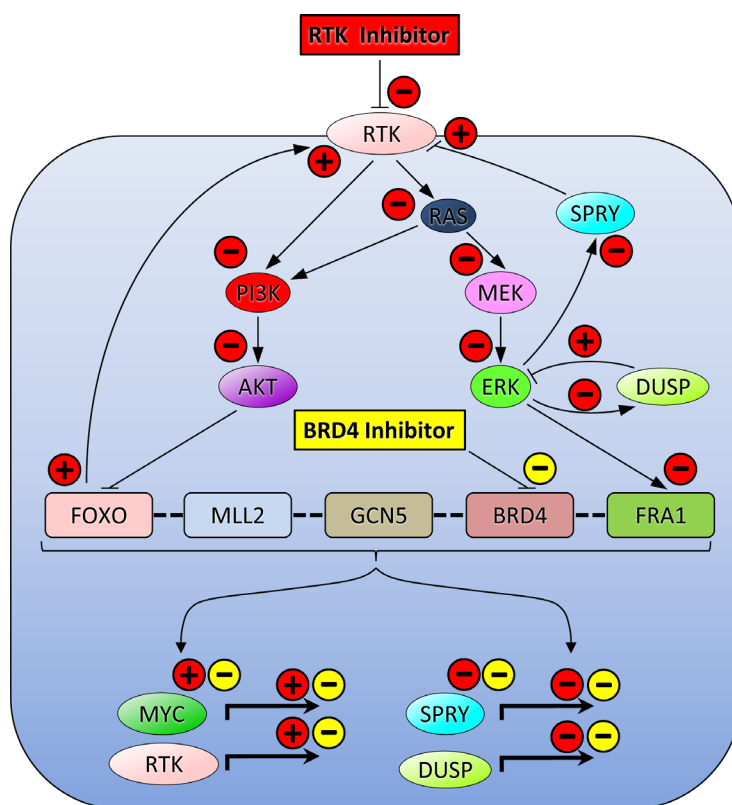 RTK Inhibitor
−
RTK
+
+
−
RAS
SPRY
−
−
−
PI3K
MEK
−
−
+
AKT
ERK
−
DUSP
BRD4 Inhibitor
+
−
−
FOXO
MLL2
GCN5
BRD4
FRA1
+ −
+ −
− −
− −
MYC
SPRY
+ −
− −
RTK
DUSP